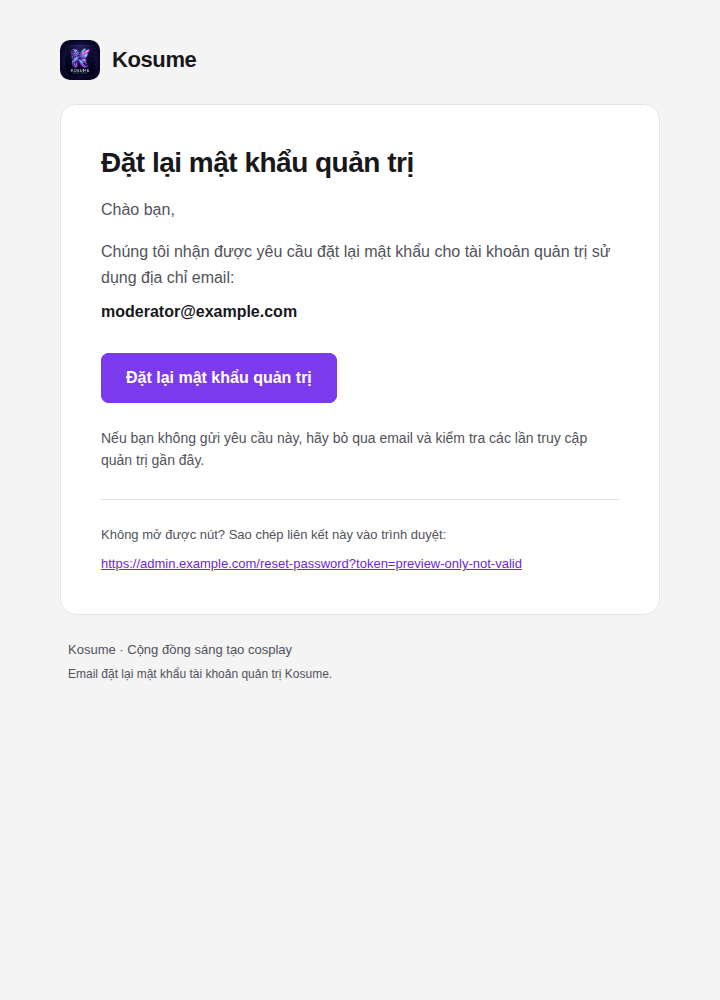 KOSUME
Kosume
Đặt lại mật khẩu quản trị
Chào bạn,
Chúng tôi nhận được yêu cầu đặt lại mật khẩu cho tài khoản quản trị sử
dụng địa chỉ email:
moderator@example.com
Đặt lại mật khẩu quản trị
Nếu bạn không gửi yêu cầu này, hãy bỏ qua email và kiểm tra các lần truy cập
quản trị gần đây.
Không mở được nút? Sao chép liên kết này vào trình duyệt:
https://admin.example.com/reset-password?token=preview-only-not-valid
Kosume · Cộng đồng sáng tạo cosplay
Email đặt lại mật khẩu tài khoản quản trị Kosume.